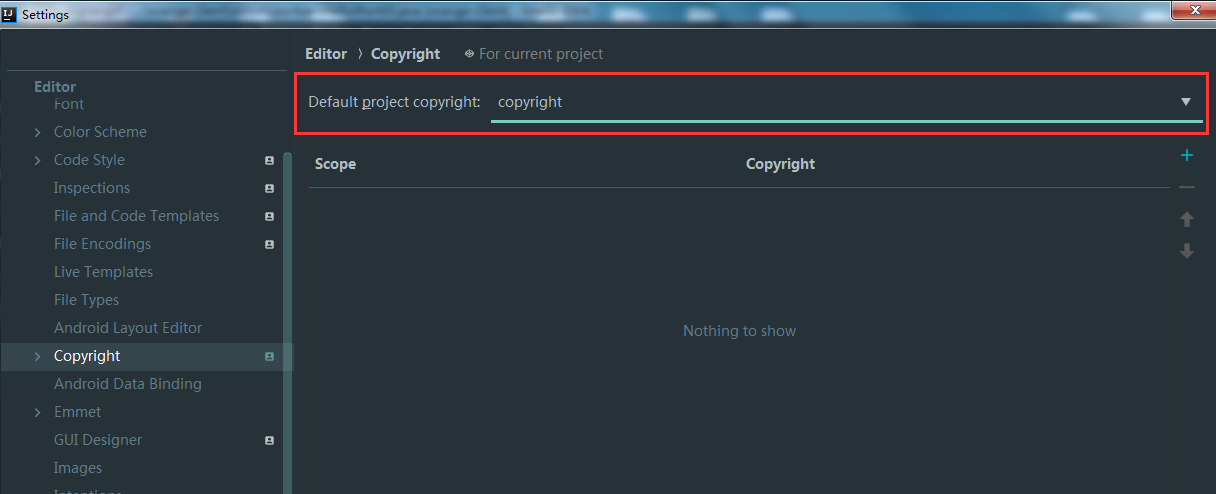 IJ Settings
Editor › Copyright For current project
Default project copyright: copyright
Scope Copyright
Nothing to show
Editor
Font
Color Scheme
Code Style
Inspections
File and Code Templates
File Encodings
Live Templates
File Types
Android Layout Editor
Copyright
Android Data Binding
Emmet
GUI Designer
Images
Intentions